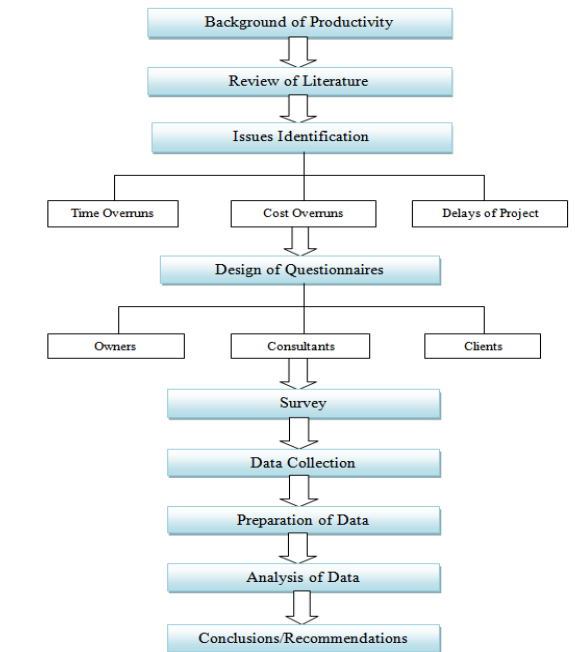 Background of Productivity
Review of Literature
Issues Identification
Time Overruns
Cost Overruns
Delays of Project
Design of Questionnaires
Owners
Consultants
Clients
Survey
Data Collection
Preparation of Data
Analysis of Data
Conclusions/Recommendations